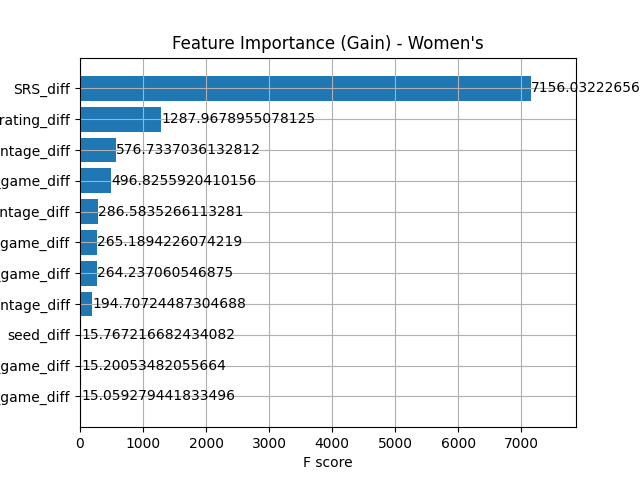 Feature Importance (Gain) - Women's
SRS_diff 7156.03222656
rating_diff 1287.9678955078125
ntage_diff 576.7337036132812
game_diff 496.8255920410156
ntage_diff 286.5835266113281
game_diff 265.1894226074219
game_diff 264.237060546875
ntage_diff 194.70724487304688
seed_diff 15.767216682434082
game_diff 15.20053482055664
game_diff 15.059279441833496
0 1000 2000 3000 4000 5000 6000 7000
F score